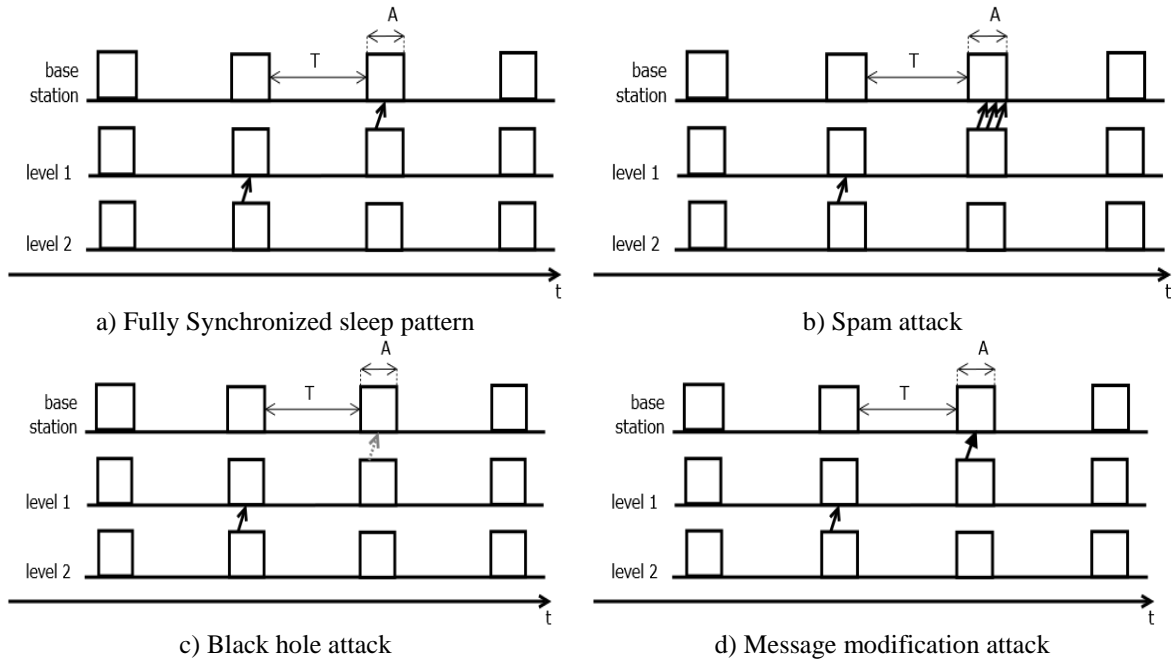 A
T
base
station
level 1
level 2
t
a) Fully Synchronized sleep pattern
A
T
base
station
level 1
level 2
t
b) Spam attack
A
T
base
station
level 1
level 2
t
c) Black hole attack
A
T
base
station
level 1
level 2
t
d) Message modification attack